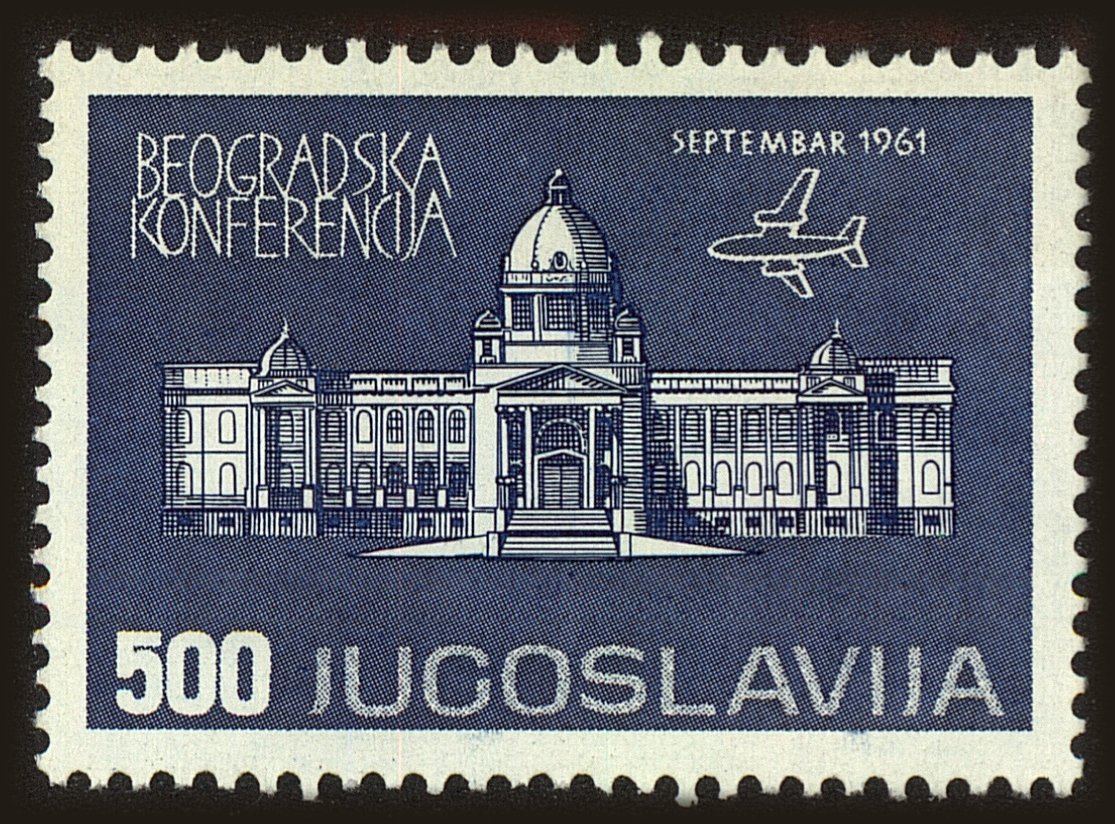 BEOGRADSKA
KONFERENCIJA
SEPTEMBAR 1961
500 JUGOSLAVIJA